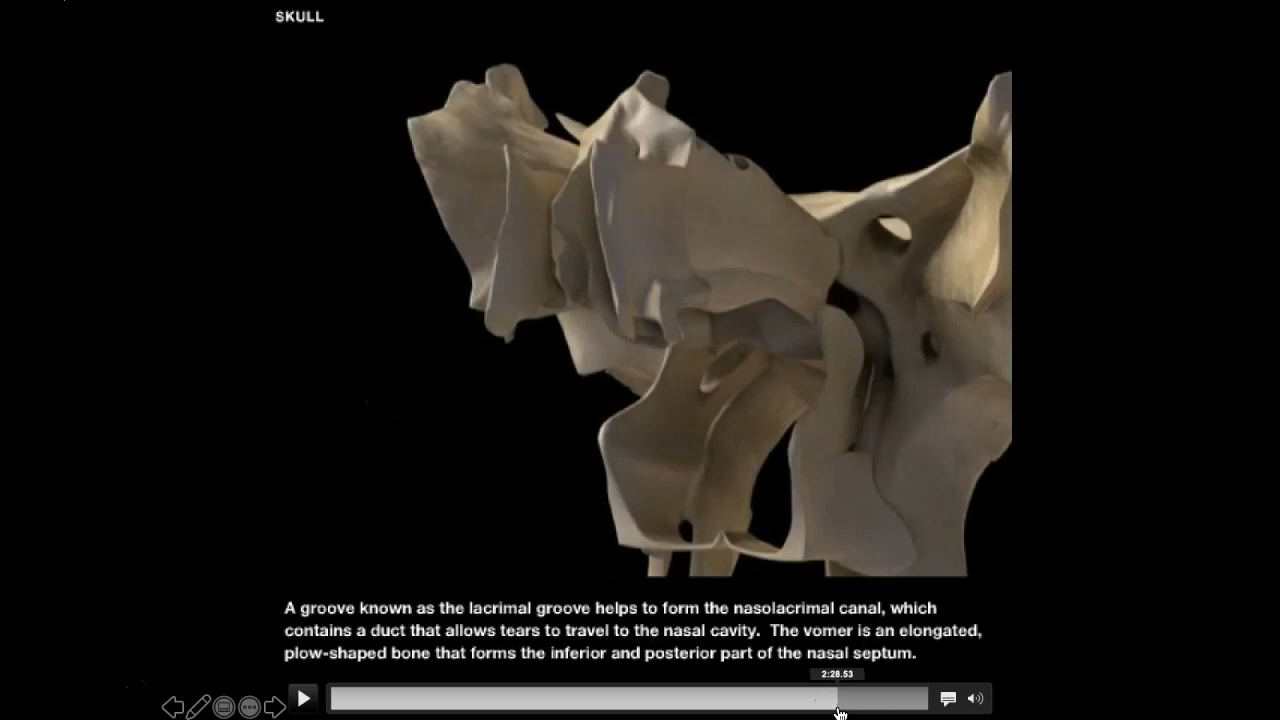 SKULL
A groove known as the lacrimal groove helps to form the nasolacrimal canal, which
contains a duct that allows tears to travel to the nasal cavity. The vomer is an elongated,
plow-shaped bone that forms the inferior and posterior part of the nasal septum.
2:28.53